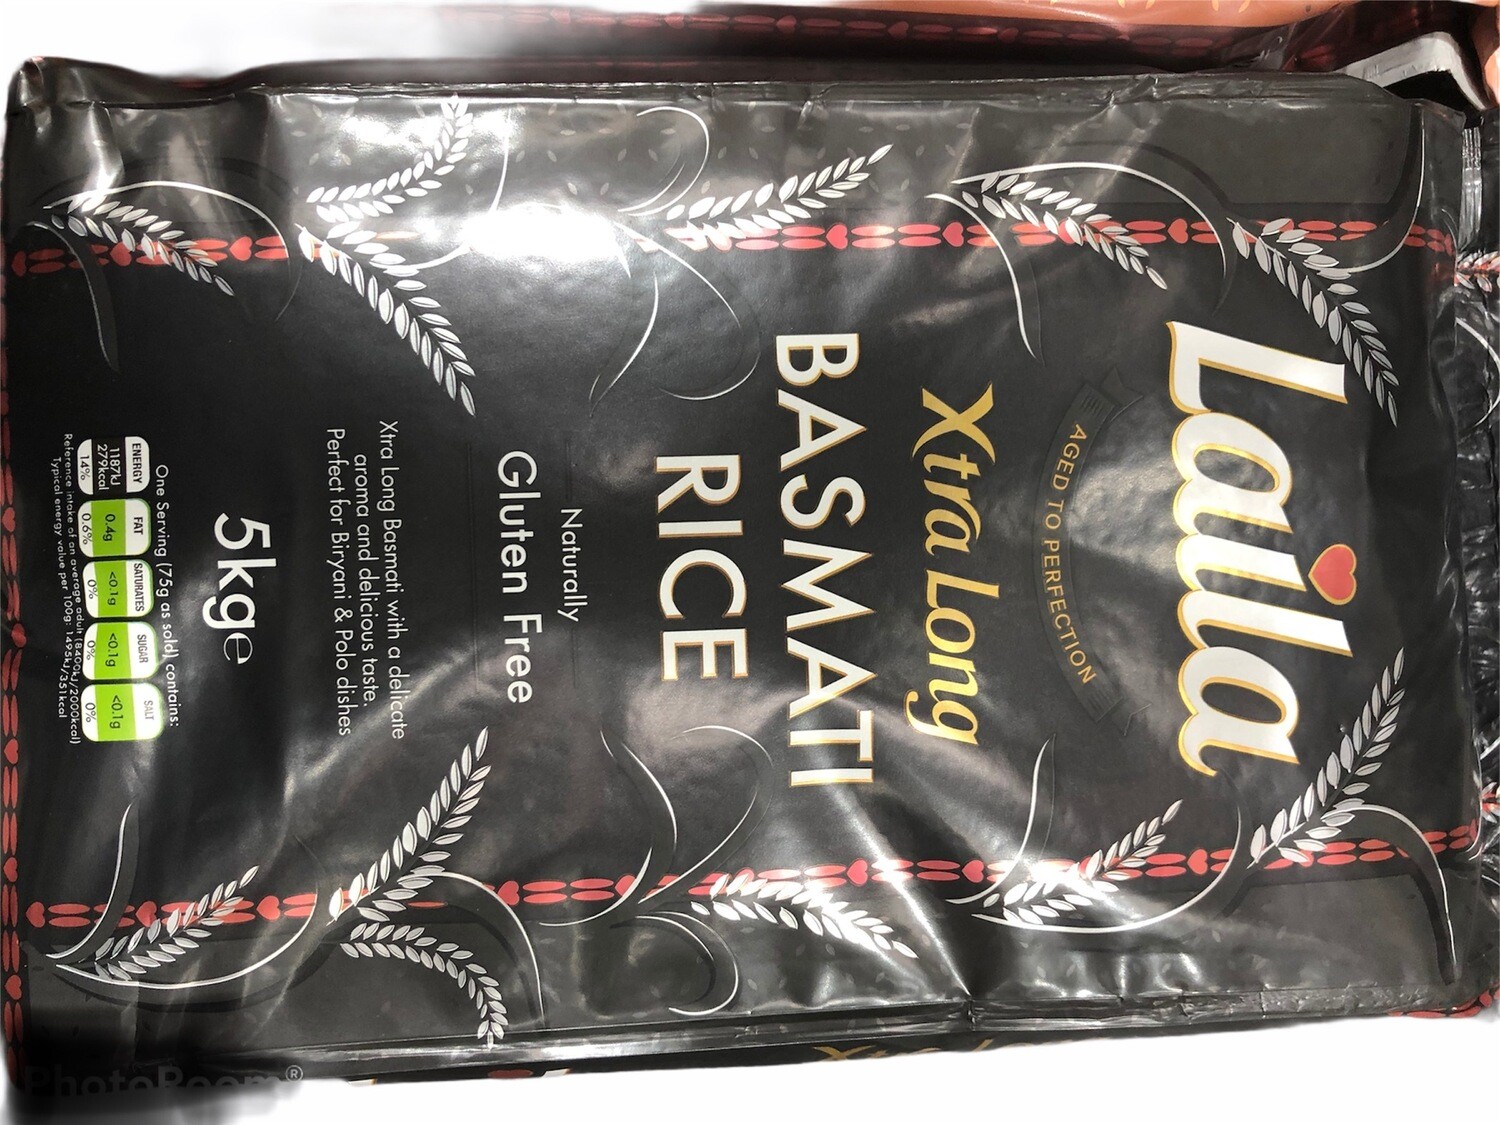 Laila
AGED TO PERFECTION
Xtra Long
BASMATI
RICE
Naturally
Gluten Free
Xtra Long Basmati with a delicate
aroma and delicious taste.
Perfect for Biryani & Polo dishes
5kge
One Serving (75g as sold) contains:
ENERGY FAT SATURATES SUGAR SALT
1187kJ
279kcal 0.4g <0.1g <0.1g <0.1g
14% 0.6% 0% 0% 0%
Reference intake of an average adult (8400kJ/2000kcal)
Typical energy value per 100g: 1495kJ/351kcal
PhotoRoom®